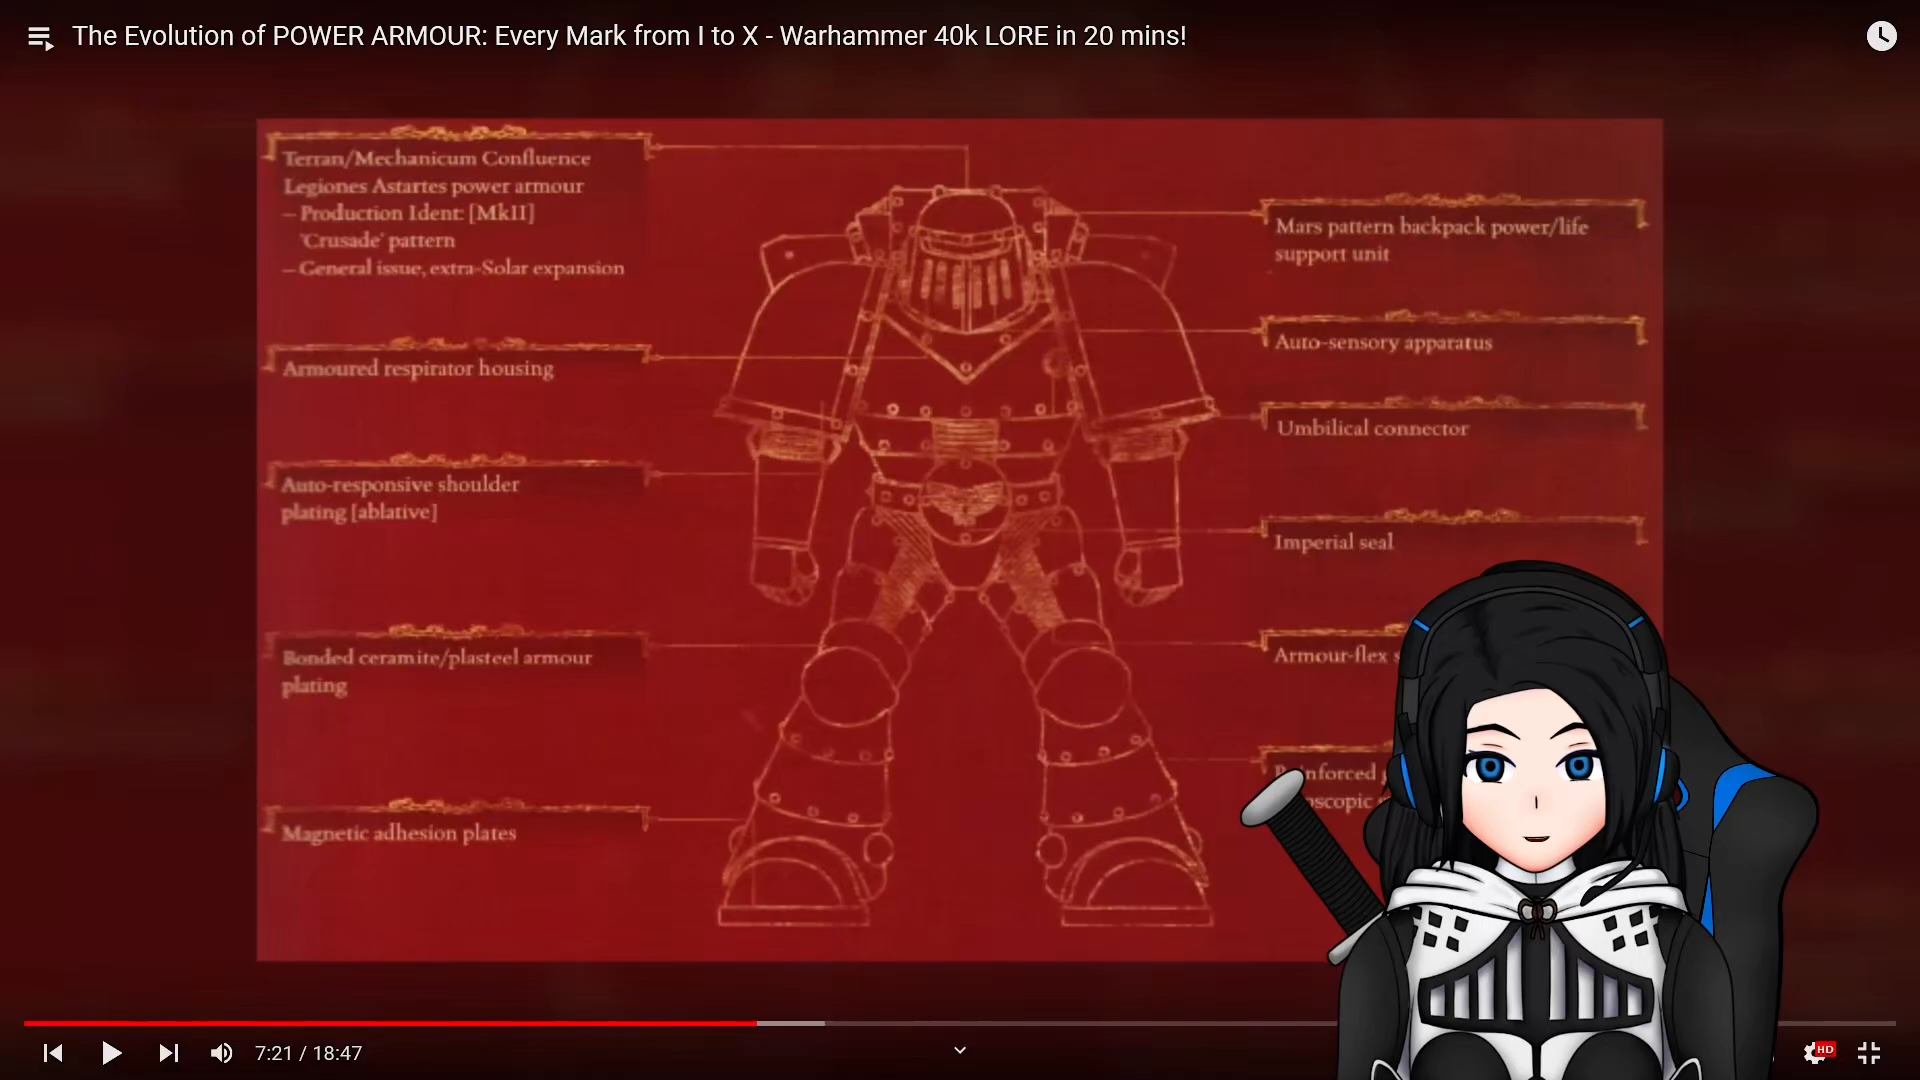 The Evolution of POWER ARMOUR: Every Mark from I to X - Warhammer 40k LORE in 20 mins!
Terran/Mechanicum Confluence
Legiones Astartes power armour
– Production Ident: [MkII]
'Crusade' pattern
– General issue, extra-Solar expansion
Armoured respirator housing
Auto-responsive shoulder
plating [ablative]
Bonded ceramite/plasteel armour
plating
Magnetic adhesion plates
Mars pattern backpack power/life
support unit
Auto-sensory apparatus
Umbilical connector
Imperial seal
Armour-flex
7:21 / 18:47
HD